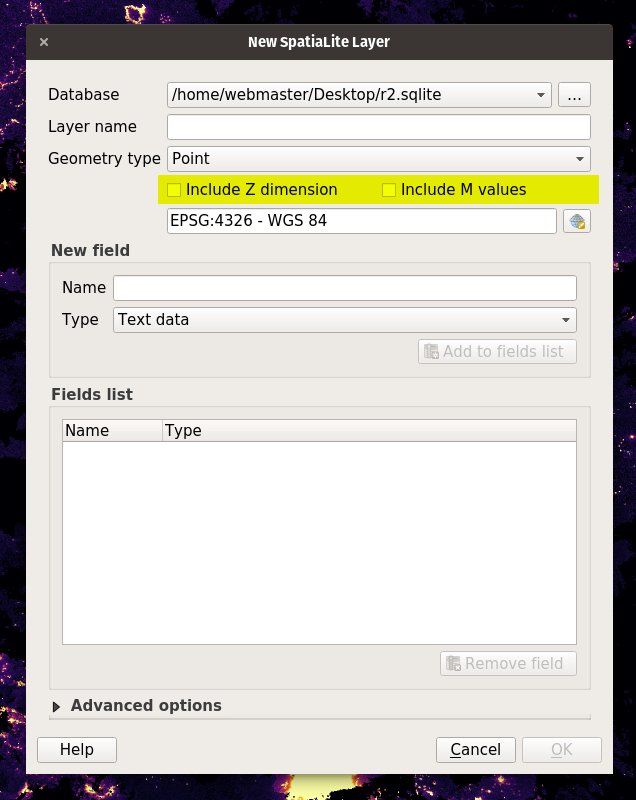 New SpatiaLite Layer
Database /home/webmaster/Desktop/r2.sqlite ...
Layer name
Geometry type Point
Include Z dimension Include M values
EPSG:4326 - WGS 84
New field
Name
Type Text data
Add to fields list
Fields list
Name Type
Remove field
Advanced options
Help Cancel OK